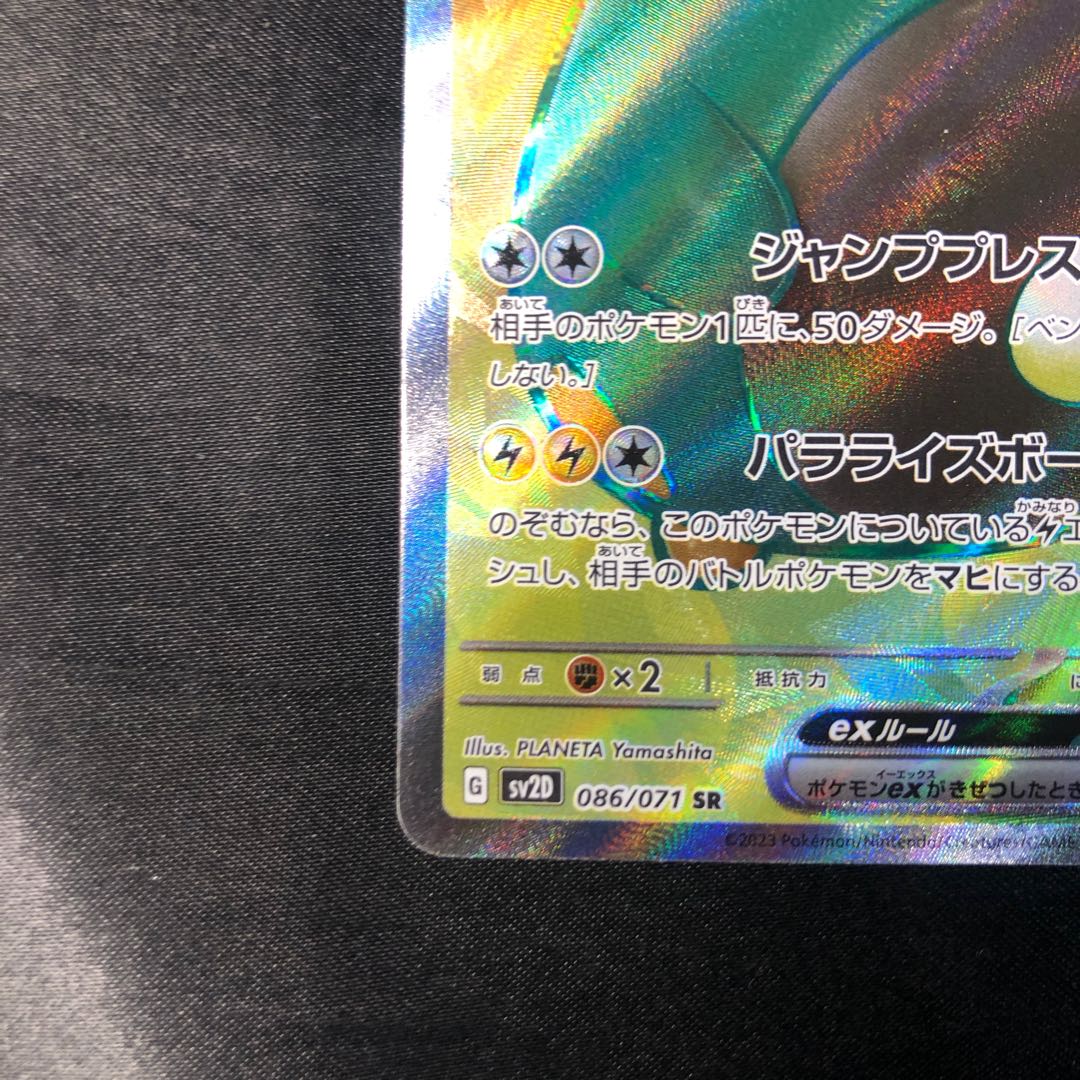 ジャンププレス
あいて びき
相手のポケモン1匹に、50ダメージ。[ベン
しない。]
パラライズボー
かみなり
のぞむなら、このポケモンについているエ
あいて
シュし、相手のバトルポケモンをマヒにする
弱点 ×2 抵抗力 に
exルール
Illus. PLANETA Yamashita
イーエックス
G sv2D 086/071 SR ポケモンexがきぜつしたとき
©2023 Pokémon/Nintendo/Creatures/GAME